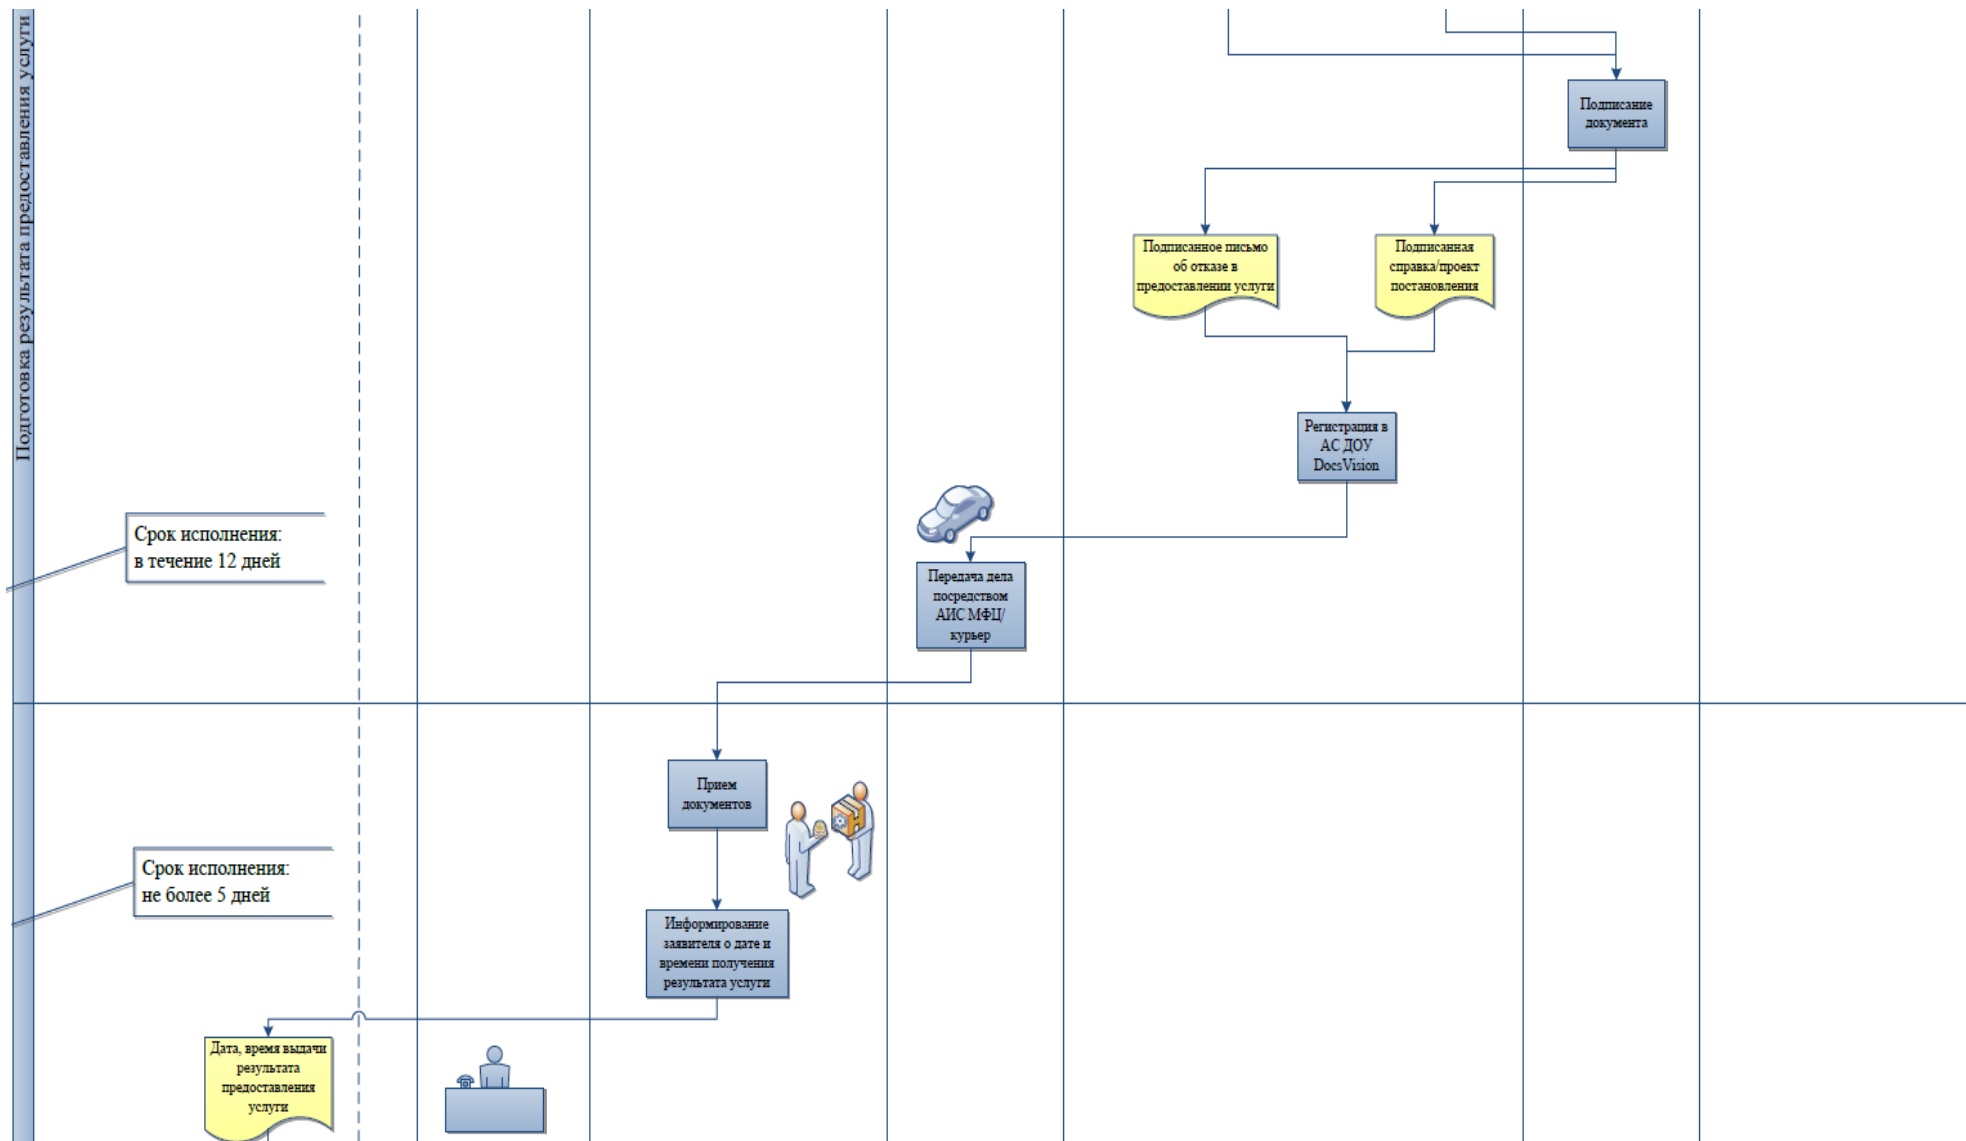 Подготовка результата предоставления услуги
Подписание
документа
Подписанное письмо
об отказе в
предоставлении услуги
Подписанная
справка/проект
постановления
Регистрация в
АС ДОУ
DocsVision
Срок исполнения:
в течение 12 дней
Передача дела
посредством
АИС МФЦ/
курьер
Прием
документов
Срок исполнения:
не более 5 дней
Информирование
заявителя о дате и
времени получения
результата услуги
Дата, время выдачи
результата
предоставления
услуги